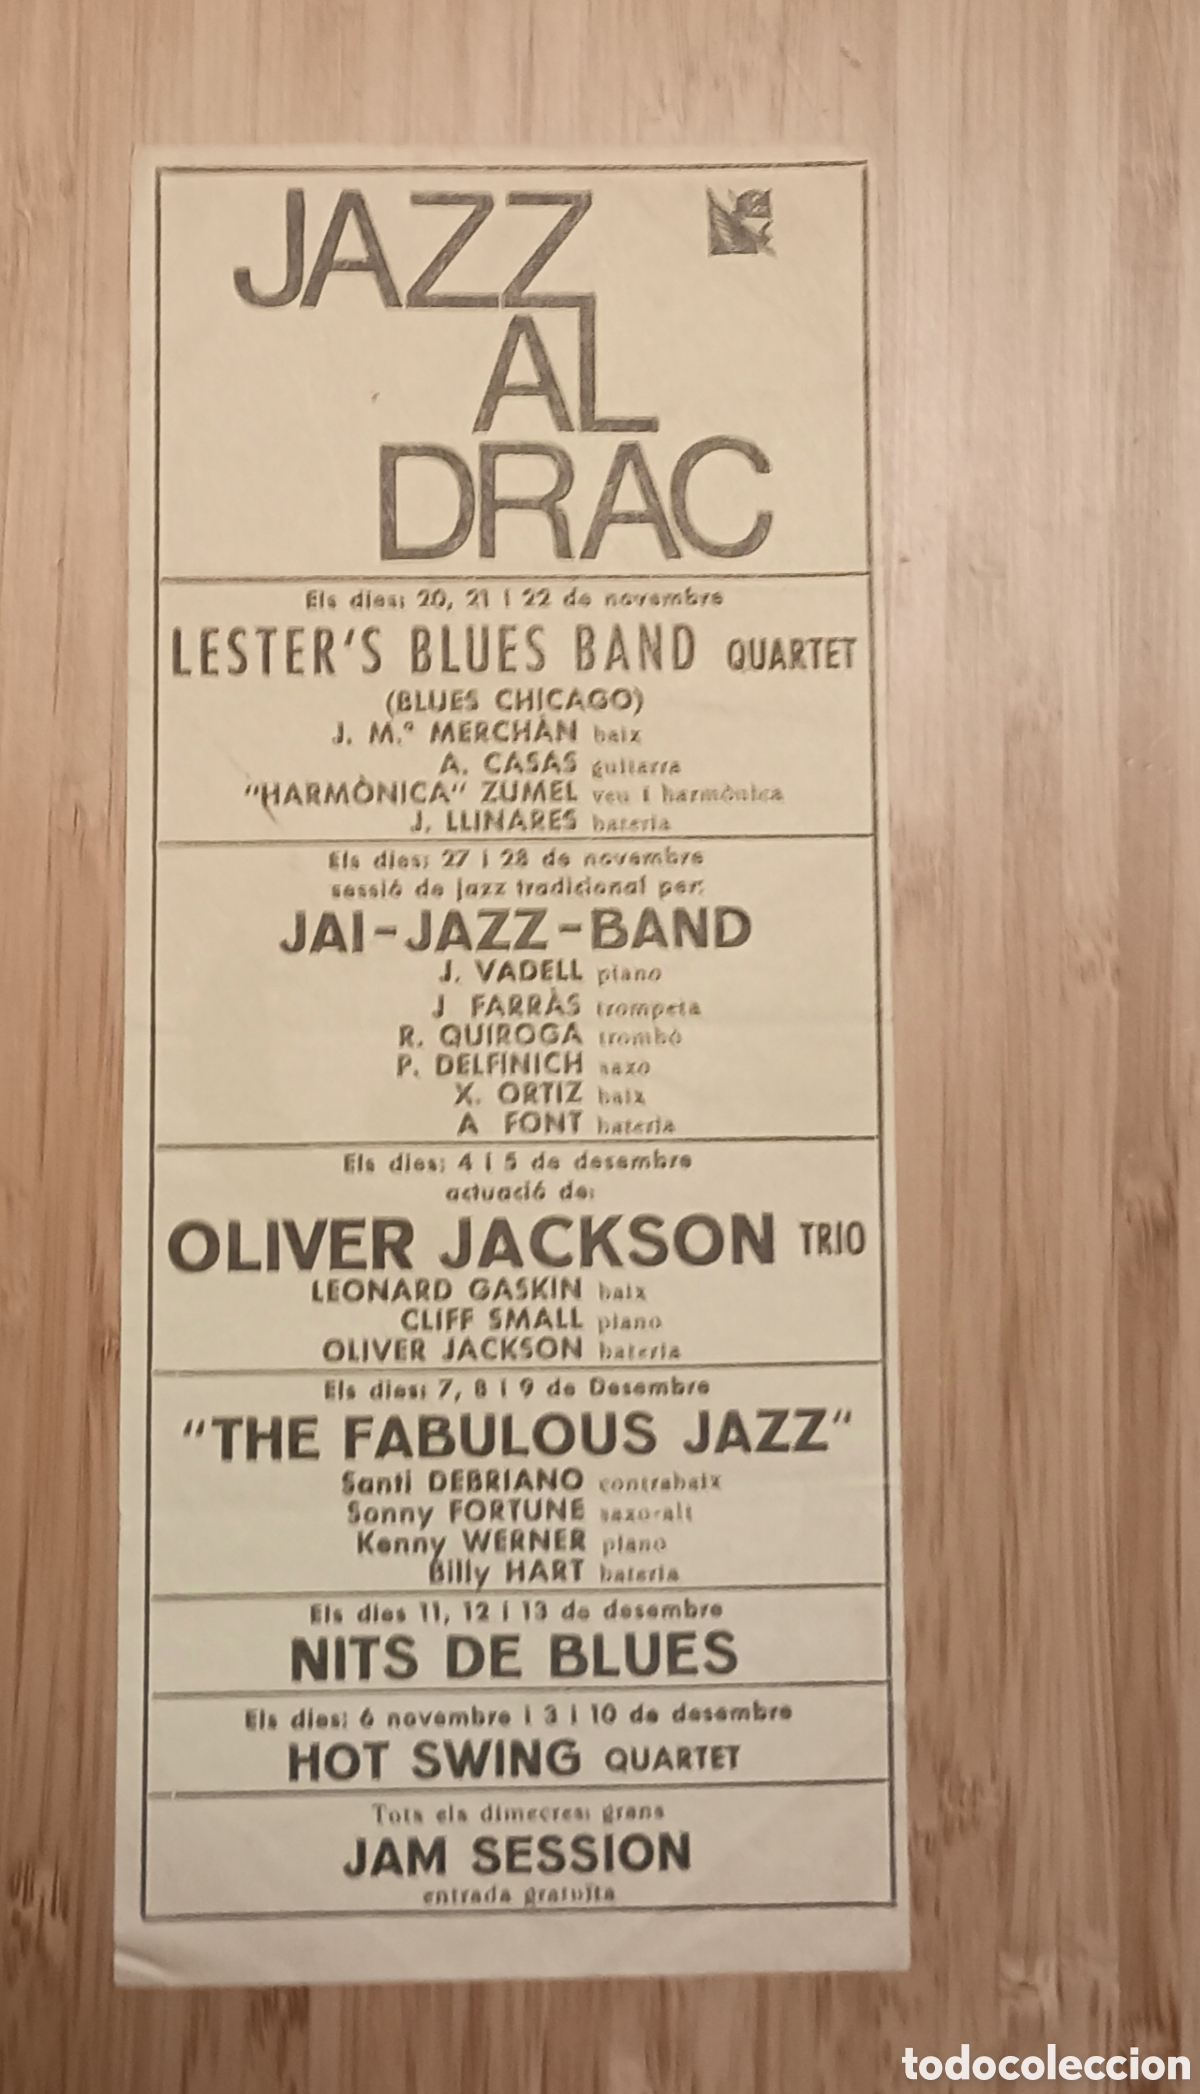 JAZZ
AL
DRAC
Els dies: 20, 21 i 22 de novembre
LESTER'S BLUES BAND QUARTET
(BLUES CHICAGO)
J. M.ª MERCHÀN baix
A. CASAS guitarra
"HARMÒNICA" ZUMEL veu i harmònica
J. LLINARES bateria
Els dies: 27 i 28 de novembre
sessió de jazz tradicional per:
JAI-JAZZ-BAND
J. VADELL piano
J FARRÀS trompeta
R. QUIROGA trombó
P. DELFINICH saxo
X. ORTIZ baix
A FONT bateria
Els dies: 4 i 5 de desembre
actuació de:
OLIVER JACKSON TRIO
LEONARD GASKIN baix
CLIFF SMALL piano
OLIVER JACKSON bateria
Els dies: 7, 8 i 9 de Desembre
"THE FABULOUS JAZZ"
Santi DEBRIANO contrabaix
Sonny FORTUNE saxo-alt
Kenny WERNER piano
Billy HART bateria
Els dies 11, 12 i 13 de desembre
NITS DE BLUES
Els dies: 6 novembre i 3 i 10 de desembre
HOT SWING QUARTET
Tots els dimecres: grans
JAM SESSION
entrada gratuïta
todocoleccion